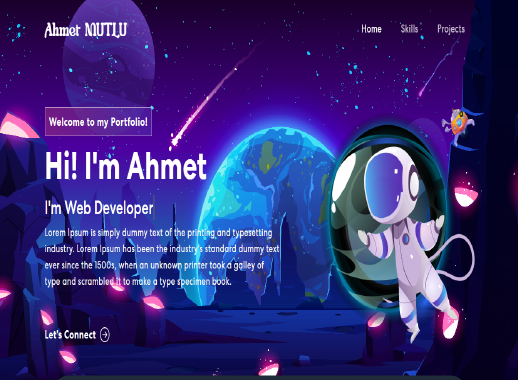 Ahmet MUTLU
Home Skills Projects
Welcome to my Portfolio!
Hi! I'm Ahmet
I'm Web Developer
Lorem Ipsum is simply dummy text of the printing and typesetting
industry. Lorem Ipsum has been the industry's standard dummy text
ever since the 1500s, when an unknown printer took a galley of
type and scrambled it to make a type specimen book.
Let's Connect